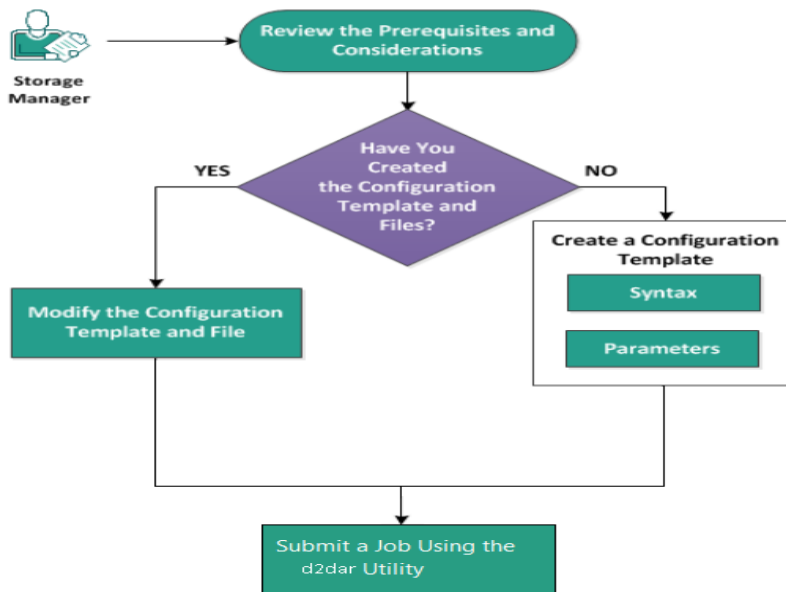 Storage
Manager
Review the Prerequisites and
Considerations
Have You
Created
the Configuration
Template and
Files?
YES
NO
Modify the Configuration
Template and File
Create a Configuration
Template
Syntax
Parameters
Submit a Job Using the
d2dar Utility